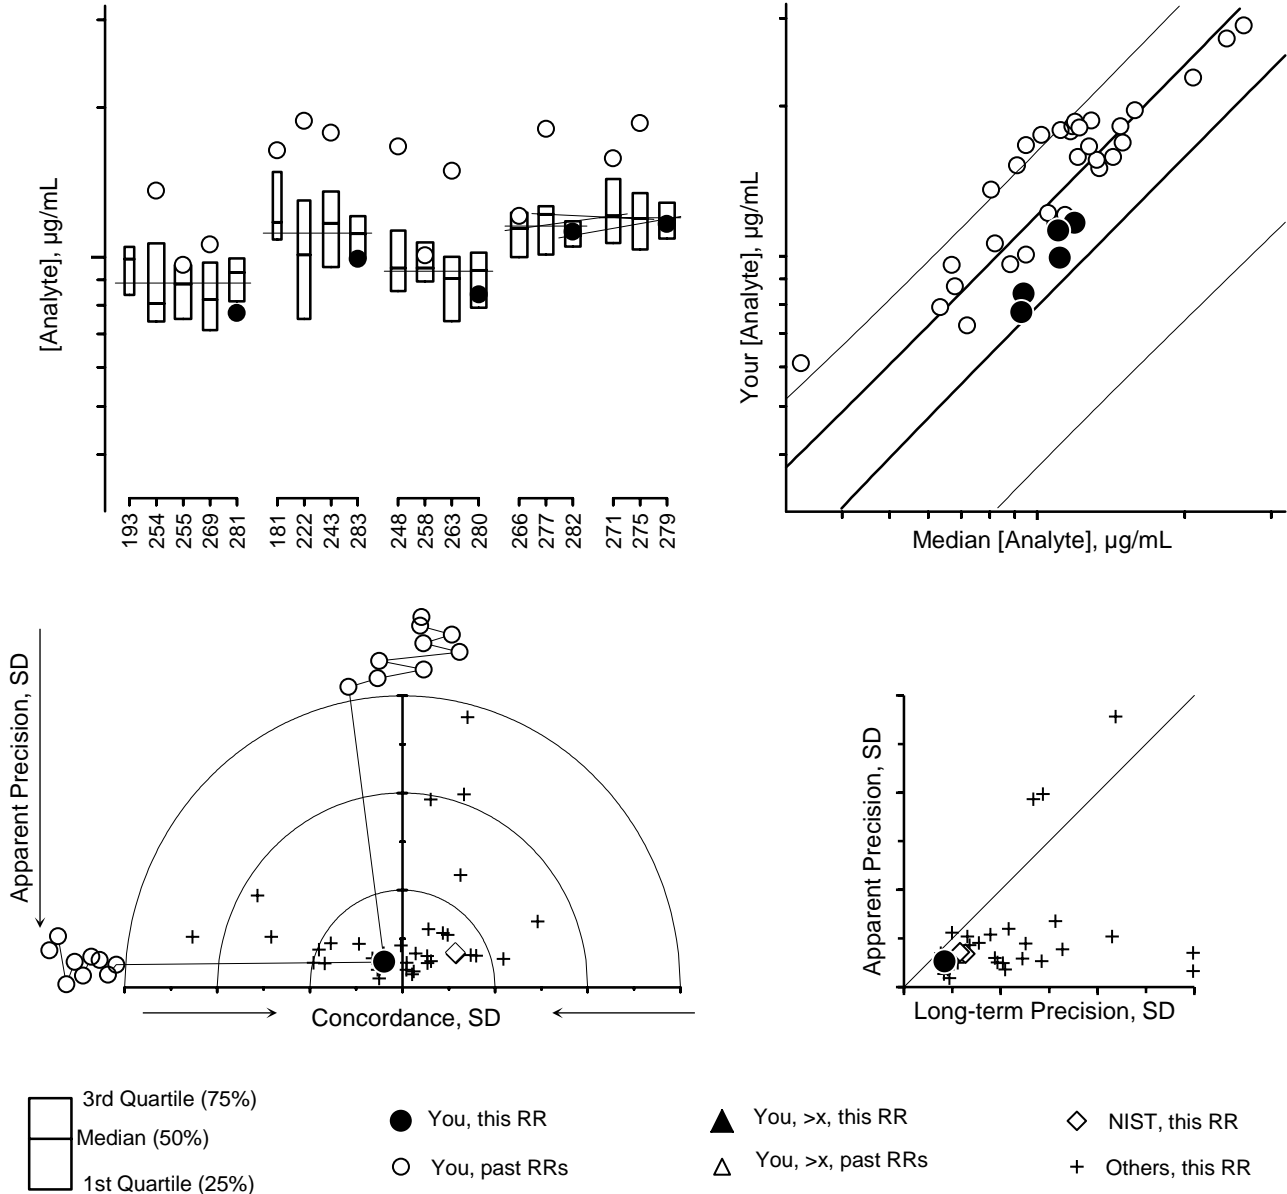 [Analyte], µg/mL
193
254
255
269
281
181
222
243
283
248
258
263
280
266
277
282
271
275
279
Your [Analyte], µg/mL
Median [Analyte], µg/mL
Apparent Precision, SD
Concordance, SD
Apparent Precision, SD
Long-term Precision, SD
3rd Quartile (75%)
Median (50%)
1st Quartile (25%)
You, this RR
You, past RRs
You, >x, this RR
You, >x, past RRs
NIST, this RR
Others, this RR